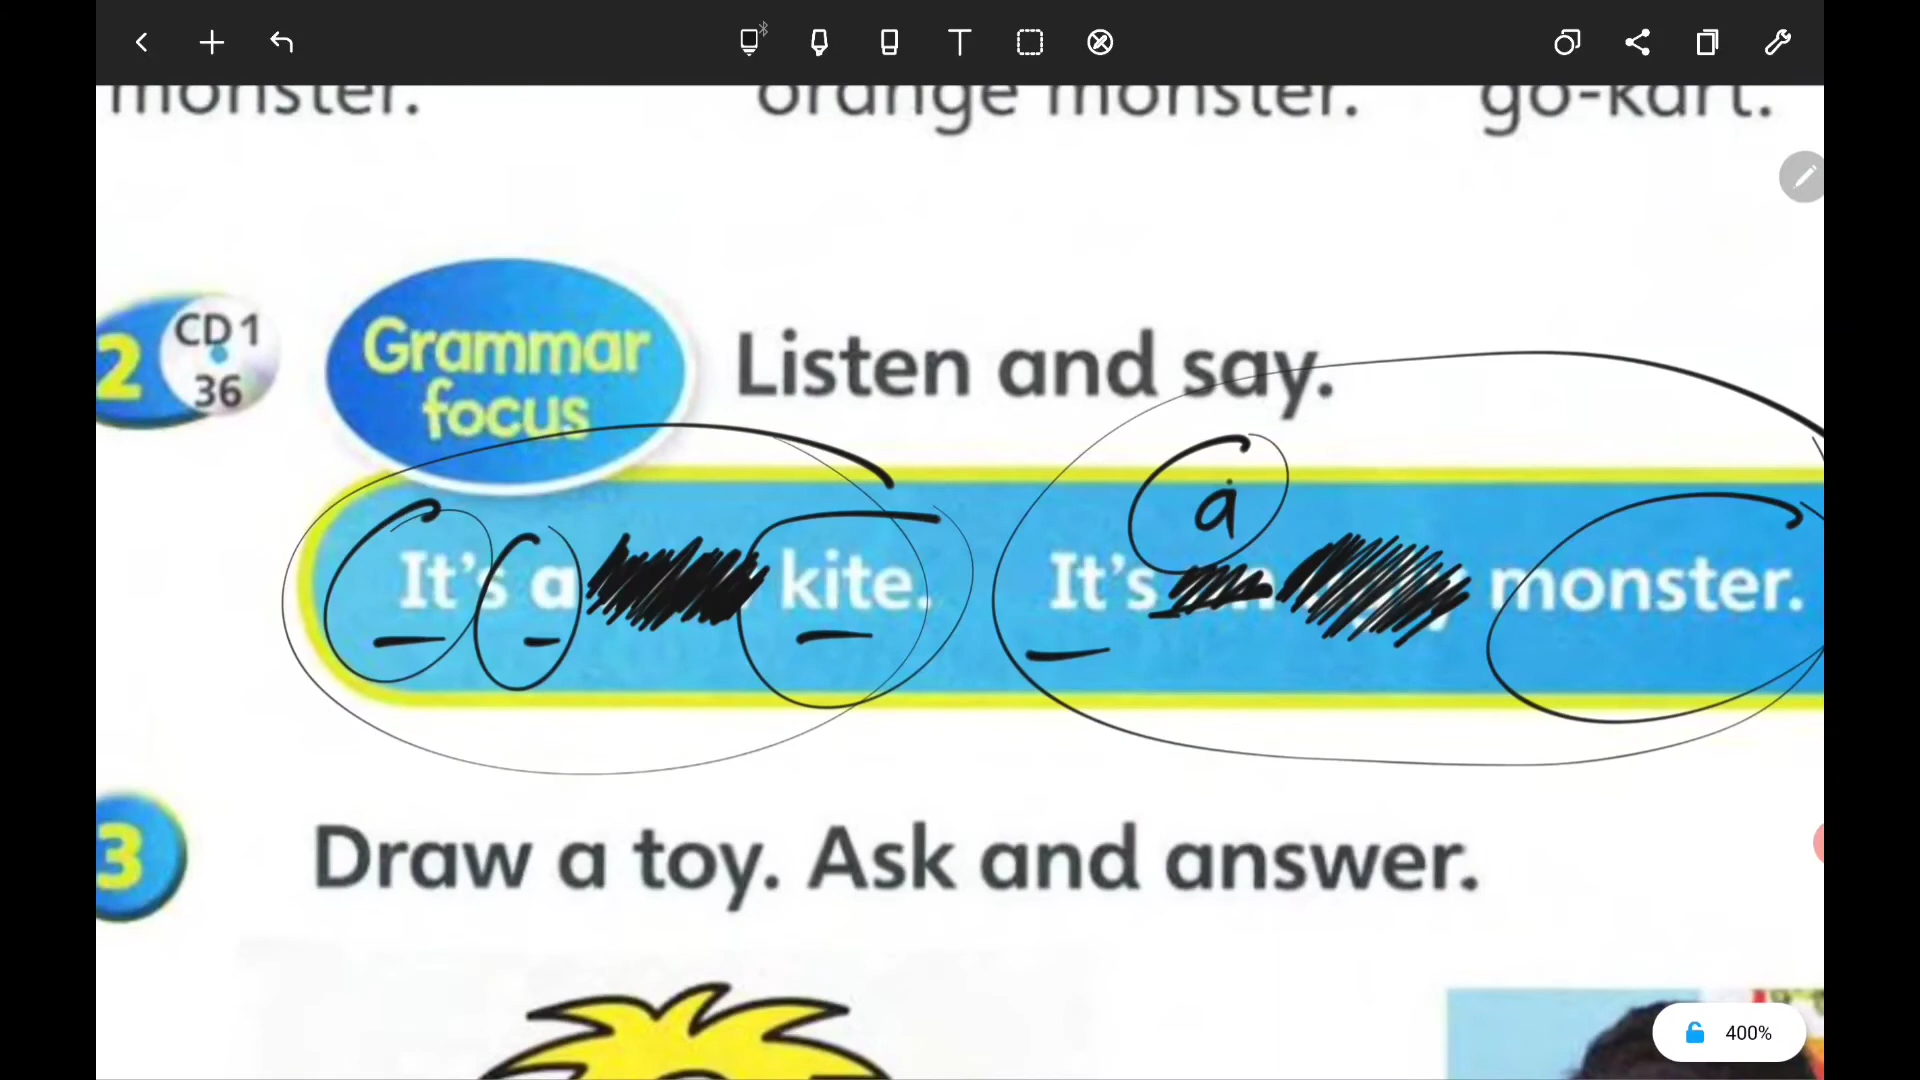 monster. orange monster. go-kart.
2 CD 1 36 Grammar focus Listen and say.
a
It's a kite. It's monster.
3 Draw a toy. Ask and answer.
400%